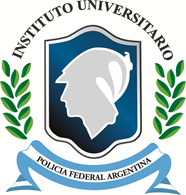 INSTITUTO UNIVERSITARIO
POLICIA FEDERAL ARGENTINA